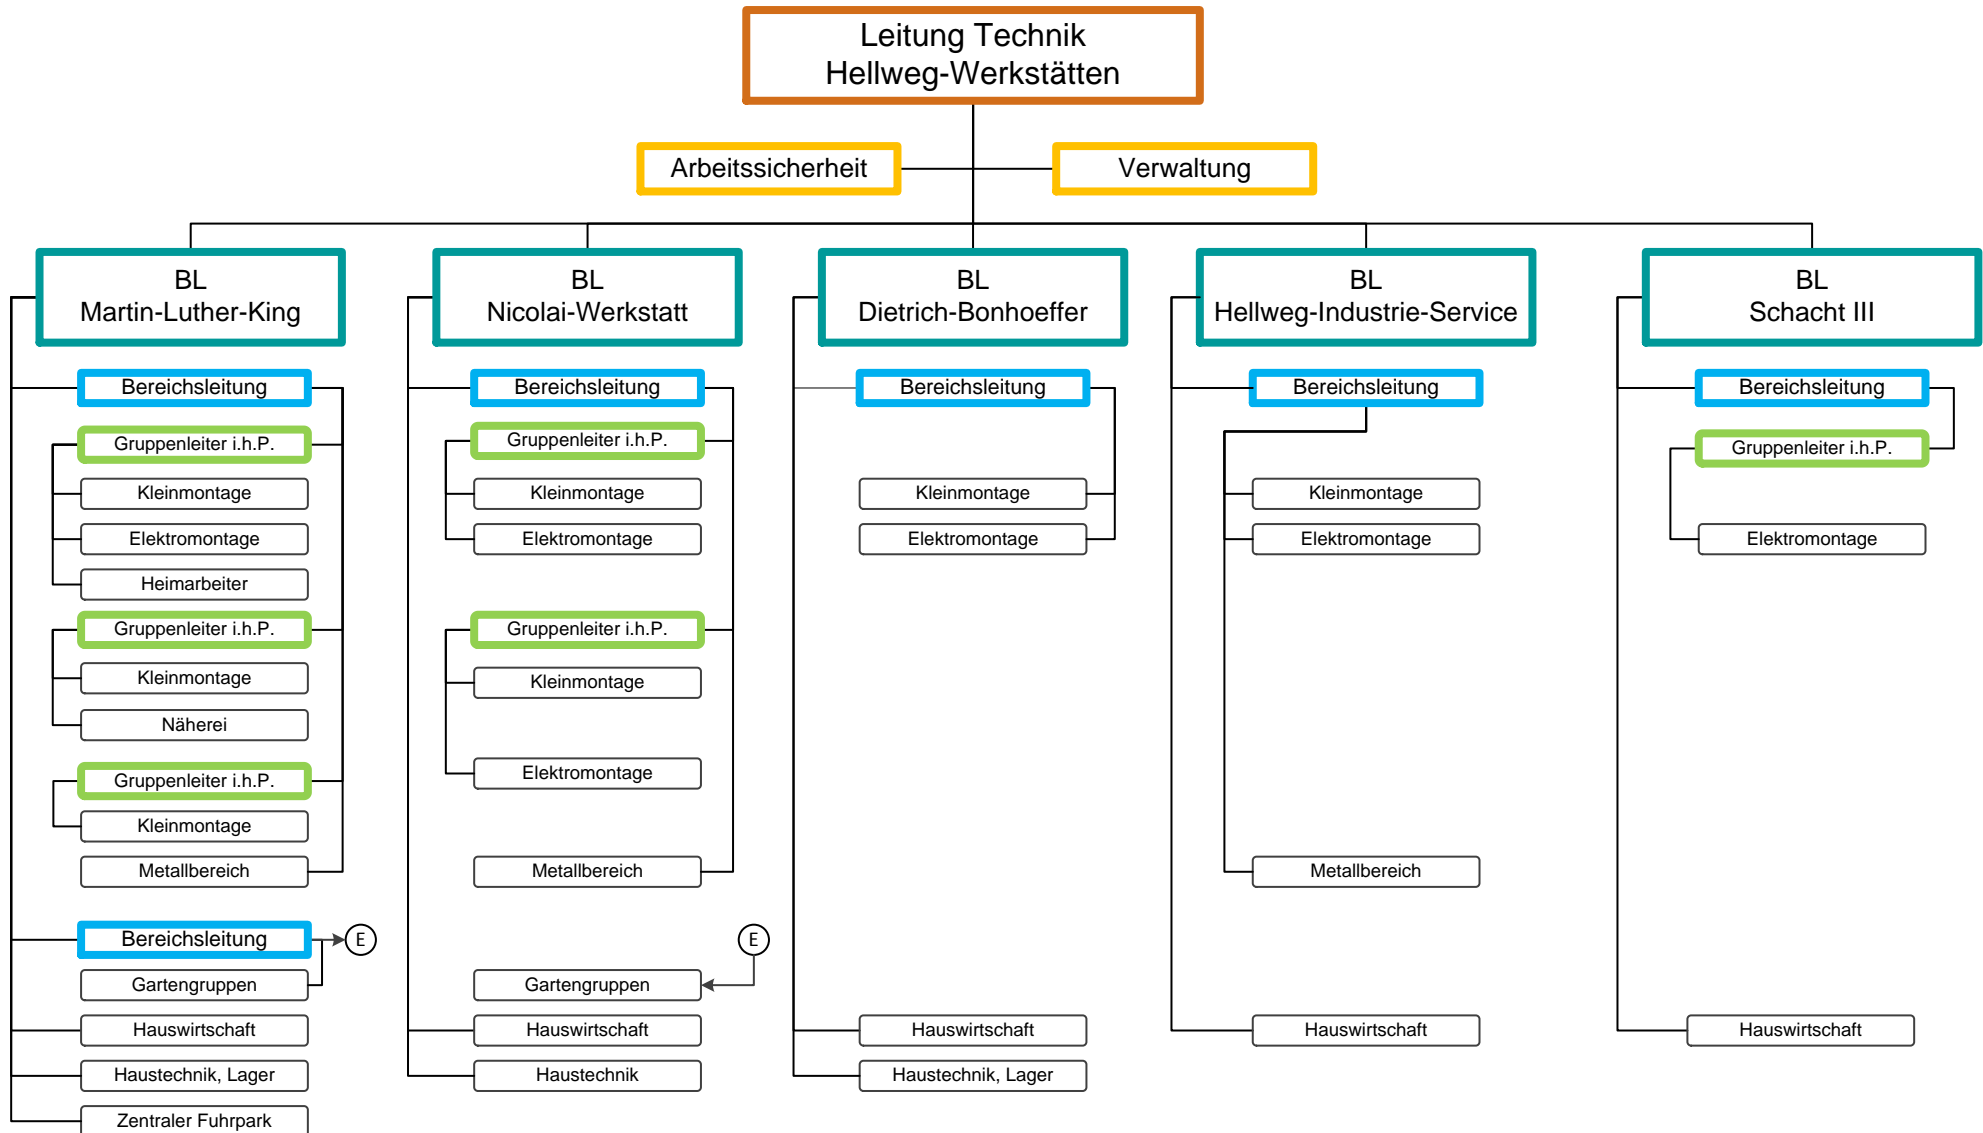 Leitung Technik
Hellweg-Werkstätten
Arbeitssicherheit
Verwaltung
BL
Martin-Luther-King
Bereichsleitung
Gruppenleiter i.h.P.
Kleinmontage
Elektromontage
Heimarbeiter
Gruppenleiter i.h.P.
Kleinmontage
Näherei
Gruppenleiter i.h.P.
Kleinmontage
Metallbereich
Bereichsleitung
E
Gartengruppen
Hauswirtschaft
Haustechnik, Lager
Zentraler Fuhrpark
BL
Nicolai-Werkstatt
Bereichsleitung
Gruppenleiter i.h.P.
Kleinmontage
Elektromontage
Gruppenleiter i.h.P.
Kleinmontage
Elektromontage
Metallbereich
E
Gartengruppen
Hauswirtschaft
Haustechnik
BL
Dietrich-Bonhoeffer
Bereichsleitung
Kleinmontage
Elektromontage
Hauswirtschaft
Haustechnik, Lager
BL
Hellweg-Industrie-Service
Bereichsleitung
Kleinmontage
Elektromontage
Metallbereich
Hauswirtschaft
BL
Schacht III
Bereichsleitung
Gruppenleiter i.h.P.
Elektromontage
Hauswirtschaft